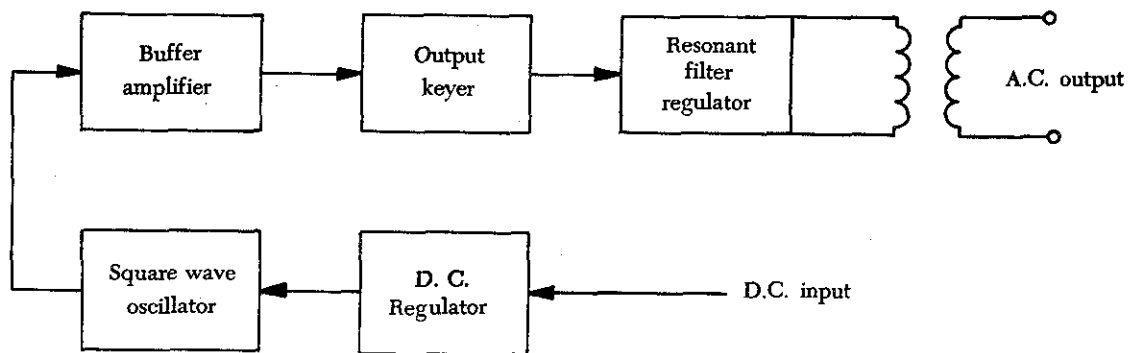 Buffer
amplifier
Output
keyer
Resonant
filter
regulator
A.C. output
Square wave
oscillator
D. C.
Regulator
D.C. input